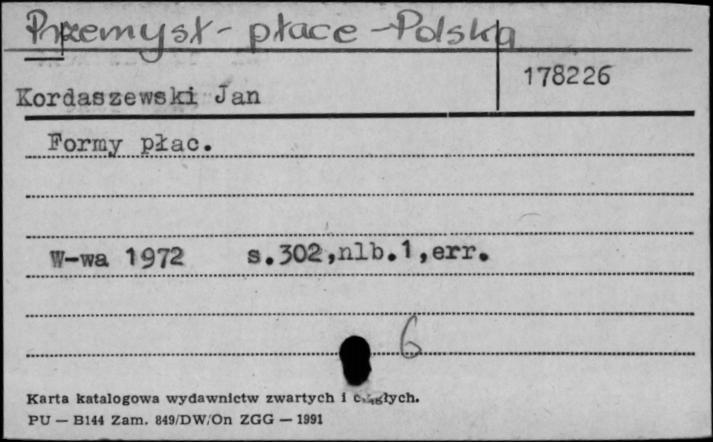 Przemysł - płace - Polska
178226
Kordaszewski Jan
Formy płac.
W-wa 1972 s.302,nlb.1,err.
6
Karta katalogowa wydawnictw zwartych i ciągłych.
PU — B144 Zam. 849/DW/On ZGG — 1991